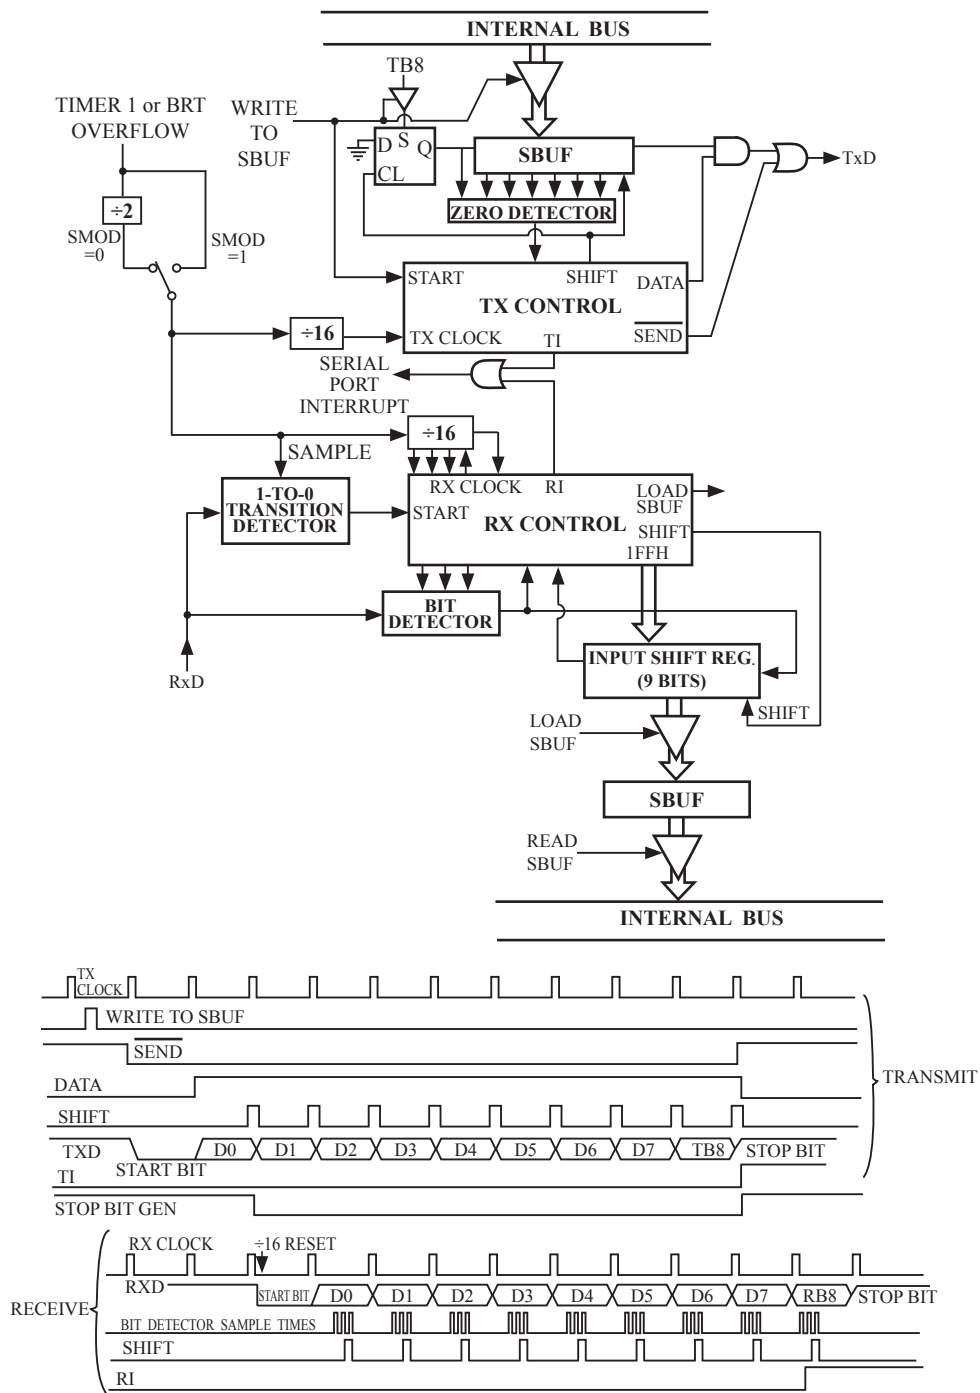 INTERNAL BUS
TB8
TIMER 1 or BRT
OVERFLOW
WRITE
TO
SBUF
D S Q
CL
SBUF
TxD
÷2
ZERO DETECTOR
SMOD
=0
SMOD
=1
START
SHIFT
DATA
TX CONTROL
÷16
TX CLOCK
TI
SEND
SERIAL
PORT
INTERRUPT
÷16
SAMPLE
1-TO-0
TRANSITION
DETECTOR
RX CLOCK
RI
LOAD
SBUF
START
RX CONTROL
SHIFT
1FFH
BIT
DETECTOR
RxD
INPUT SHIFT REG.
(9 BITS)
SHIFT
LOAD
SBUF
SBUF
READ
SBUF
INTERNAL BUS
TX
CLOCK
WRITE TO SBUF
SEND
DATA
TRANSMIT
SHIFT
TXD
START BIT
D0 D1 D2 D3 D4 D5 D6 D7 TB8 STOP BIT
TI
STOP BIT GEN
RX CLOCK
÷16 RESET
RXD
START BIT D0 D1 D2 D3 D4 D5 D6 D7 RB8 STOP BIT
RECEIVE
BIT DETECTOR SAMPLE TIMES
SHIFT
RI